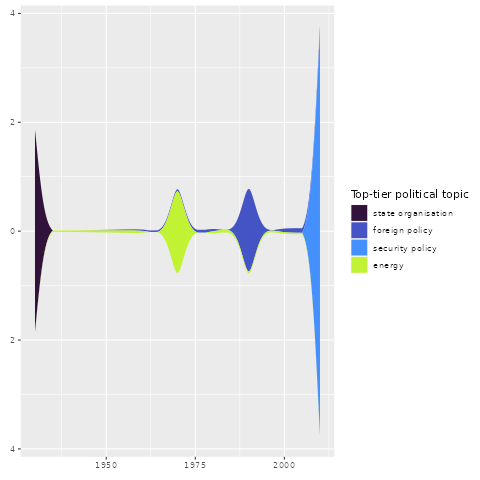 4
2
0
2
4
1950
1975
2000
Top-tier political topic
state organisation
foreign policy
security policy
energy